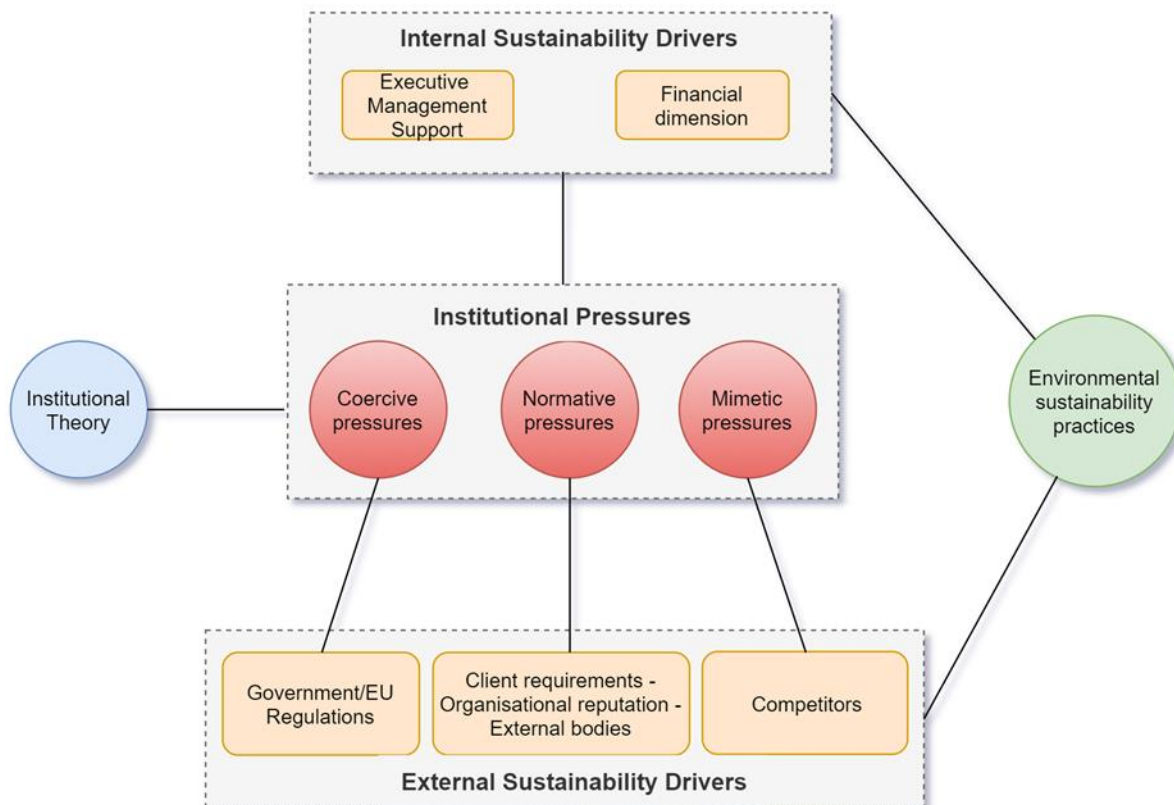 Internal Sustainability Drivers
Executive
Management
Support
Financial
dimension
Institutional Pressures
Institutional
Theory
Coercive
pressures
Normative
pressures
Mimetic
pressures
Environmental
sustainability
practices
Government/EU
Regulations
Client requirements -
Organisational reputation -
External bodies
Competitors
External Sustainability Drivers